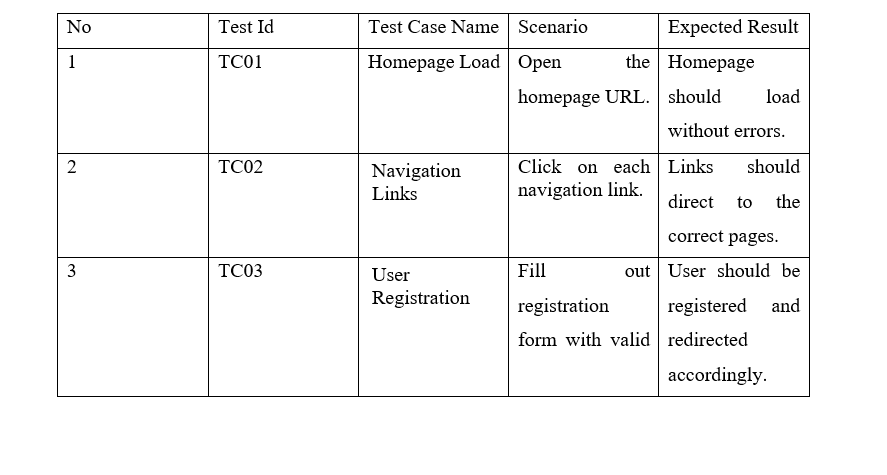 No Test Id Test Case Name Scenario Expected Result
1 TC01 Homepage Load Open the Homepage
homepage URL. should load
without errors.
2 TC02 Navigation Click on each Links should
Links navigation link. direct to the
correct pages.
3 TC03 User Fill out User should be
Registration registration registered and
form with valid redirected
accordingly.